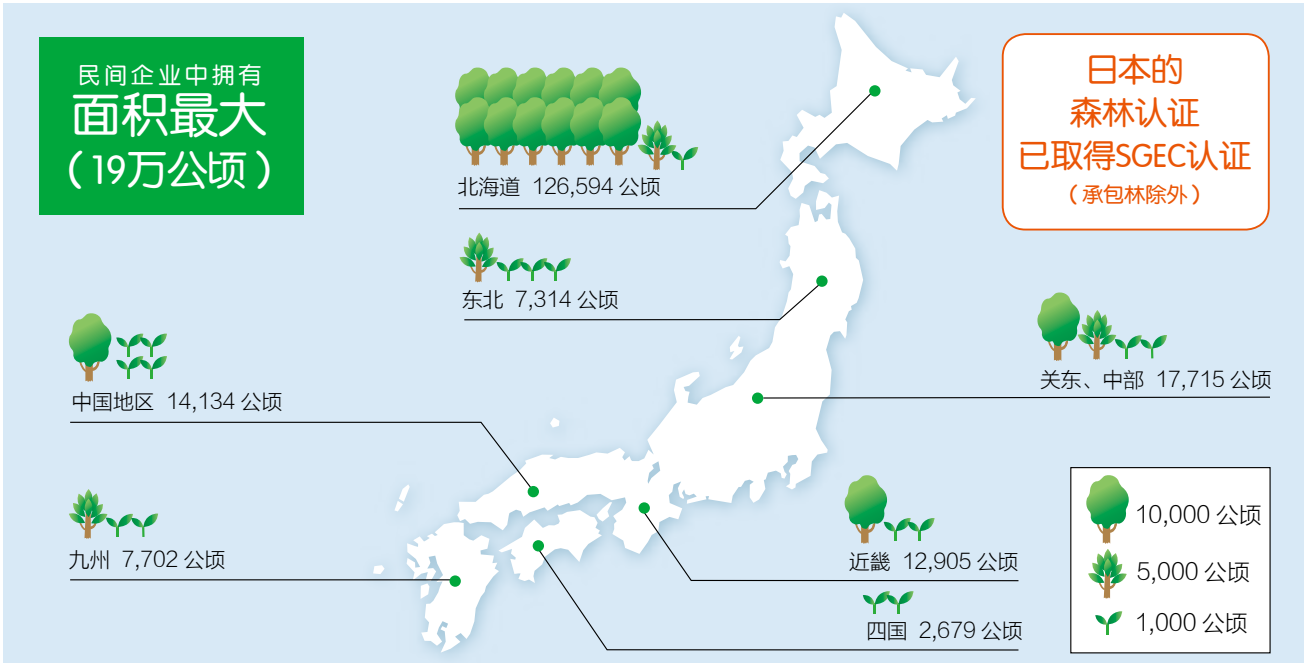 民间企业中拥有
面积最大
（19万公顷）
日本的
森林认证
已取得SGEC认证
（承包林除外）
北海道 126,594 公顷
东北 7,314 公顷
关东、中部 17,715 公顷
中国地区 14,134 公顷
九州 7,702 公顷
近畿 12,905 公顷
四国 2,679 公顷
10,000 公顷
5,000 公顷
1,000 公顷